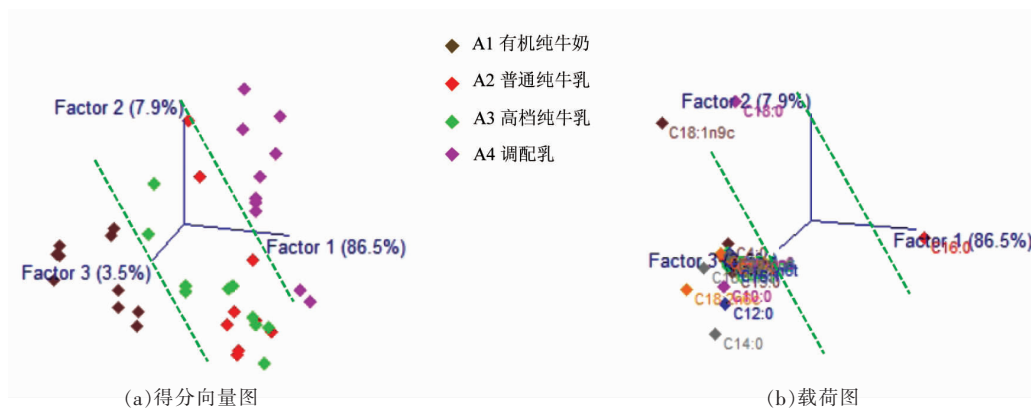 A1 有机纯牛奶
A2 普通纯牛乳
A3 高档纯牛乳
A4 调配乳
Factor 2 (7.9%)
Factor 1 (86.5%)
Factor 3 (3.5%)
(a)得分向量图
Factor 2 (7.9%)
C18:0
C18:1n9c
Factor 1 (86.5%)
C16:0
Factor 3
C4:0
C10:0
C12:0
C14:0
(b)载荷图